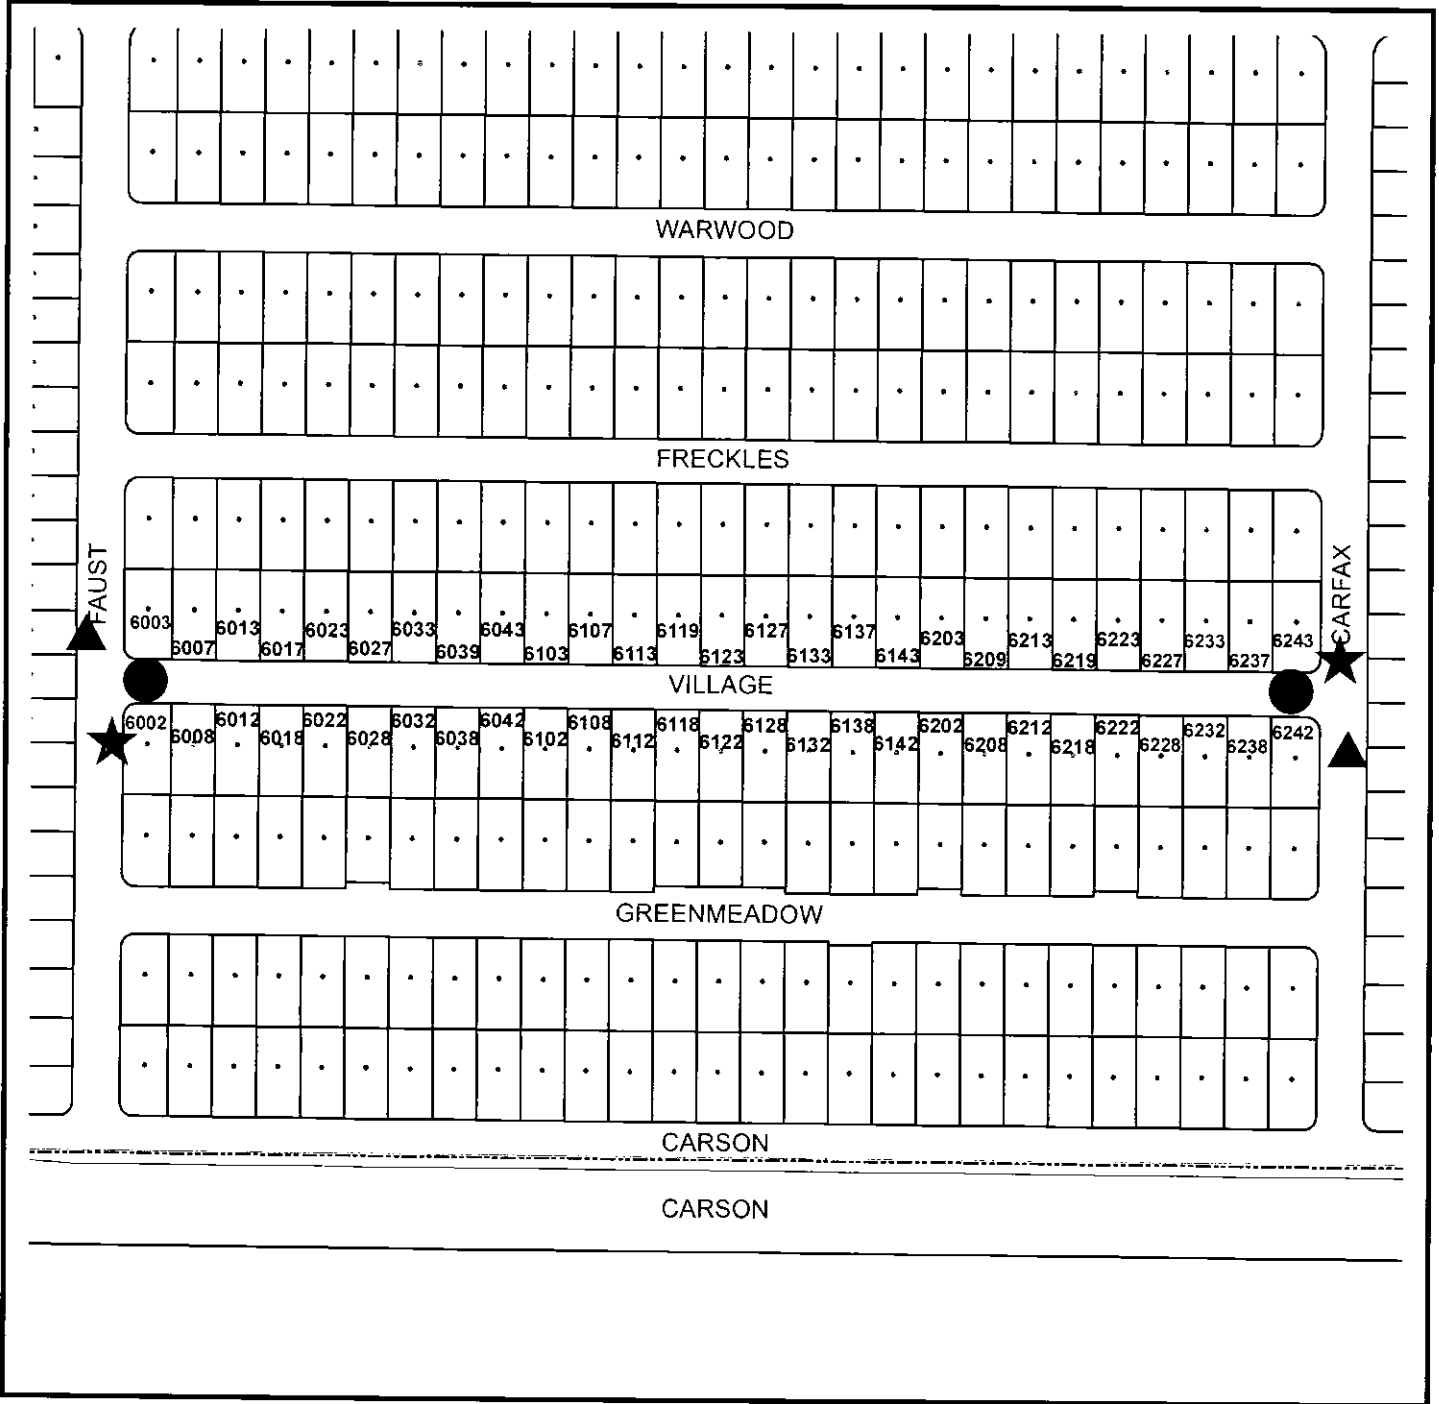 WARWOOD
FRECKLES
FAUST
CARFAX
6003 6007 6013 6017 6023 6027 6033 6039 6043 6103 6107 6113 6119 6123 6127 6133 6137 6143 6203 6209 6213 6219 6223 6227 6233 6237 6243
VILLAGE
6002 6008 6012 6018 6022 6028 6032 6038 6042 6102 6108 6112 6118 6122 6128 6132 6138 6142 6202 6208 6212 6218 6222 6228 6232 6238 6242
GREENMEADOW
CARSON
CARSON